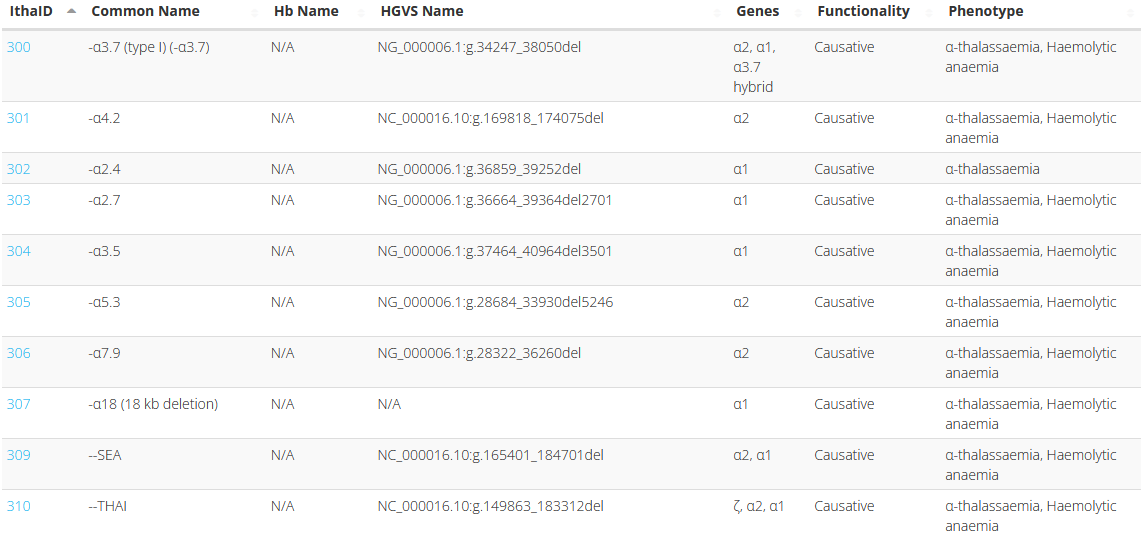 IthaID Common Name Hb Name HGVS Name Genes Functionality Phenotype
300 -α3.7 (type I) (-α3.7) N/A NG_000006.1:g.34247_38050del α2, α1, Causative α-thalassaemia, Haemolytic
α3.7 anaemia
hybrid
301 -α4.2 N/A NC_000016.10:g.169818_174075del α2 Causative α-thalassaemia, Haemolytic
anaemia
302 -α2.4 N/A NG_000006.1:g.36859_39252del α1 Causative α-thalassaemia
303 -α2.7 N/A NG_000006.1:g.36664_39364del2701 α1 Causative α-thalassaemia, Haemolytic
anaemia
304 -α3.5 N/A NG_000006.1:g.37464_40964del3501 α1 Causative α-thalassaemia, Haemolytic
anaemia
305 -α5.3 N/A NG_000006.1:g.28684_33930del5246 α2 Causative α-thalassaemia, Haemolytic
anaemia
306 -α7.9 N/A NG_000006.1:g.28322_36260del α2 Causative α-thalassaemia, Haemolytic
anaemia
307 -α18 (18 kb deletion) N/A N/A α1 Causative α-thalassaemia, Haemolytic
anaemia
309 --SEA N/A NC_000016.10:g.165401_184701del α2, α1 Causative α-thalassaemia, Haemolytic
anaemia
310 --THAI N/A NC_000016.10:g.149863_183312del ζ, α2, α1 Causative α-thalassaemia, Haemolytic
anaemia